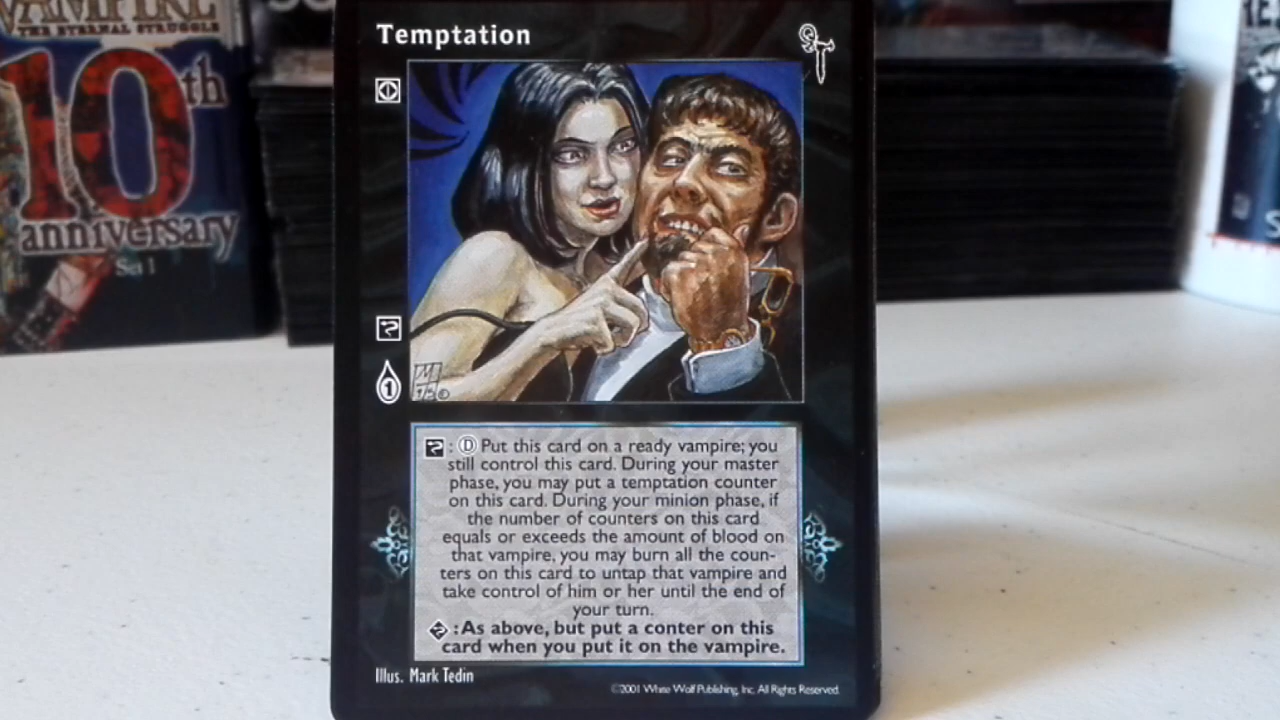 VAMPIRE
THE ETERNAL STRUGGLE
10th
anniversary
Set 1
Temptation
1
: D Put this card on a ready vampire; you
still control this card. During your master
phase, you may put a temptation counter
on this card. During your minion phase, if
the number of counters on this card
equals or exceeds the amount of blood on
that vampire, you may burn all the coun-
ters on this card to untap that vampire and
take control of him or her until the end of
your turn.
:As above, but put a conter on this
card when you put it on the vampire.
Illus. Mark Tedin
©2001 White Wolf Publishing, Inc. All Rights Reserved.